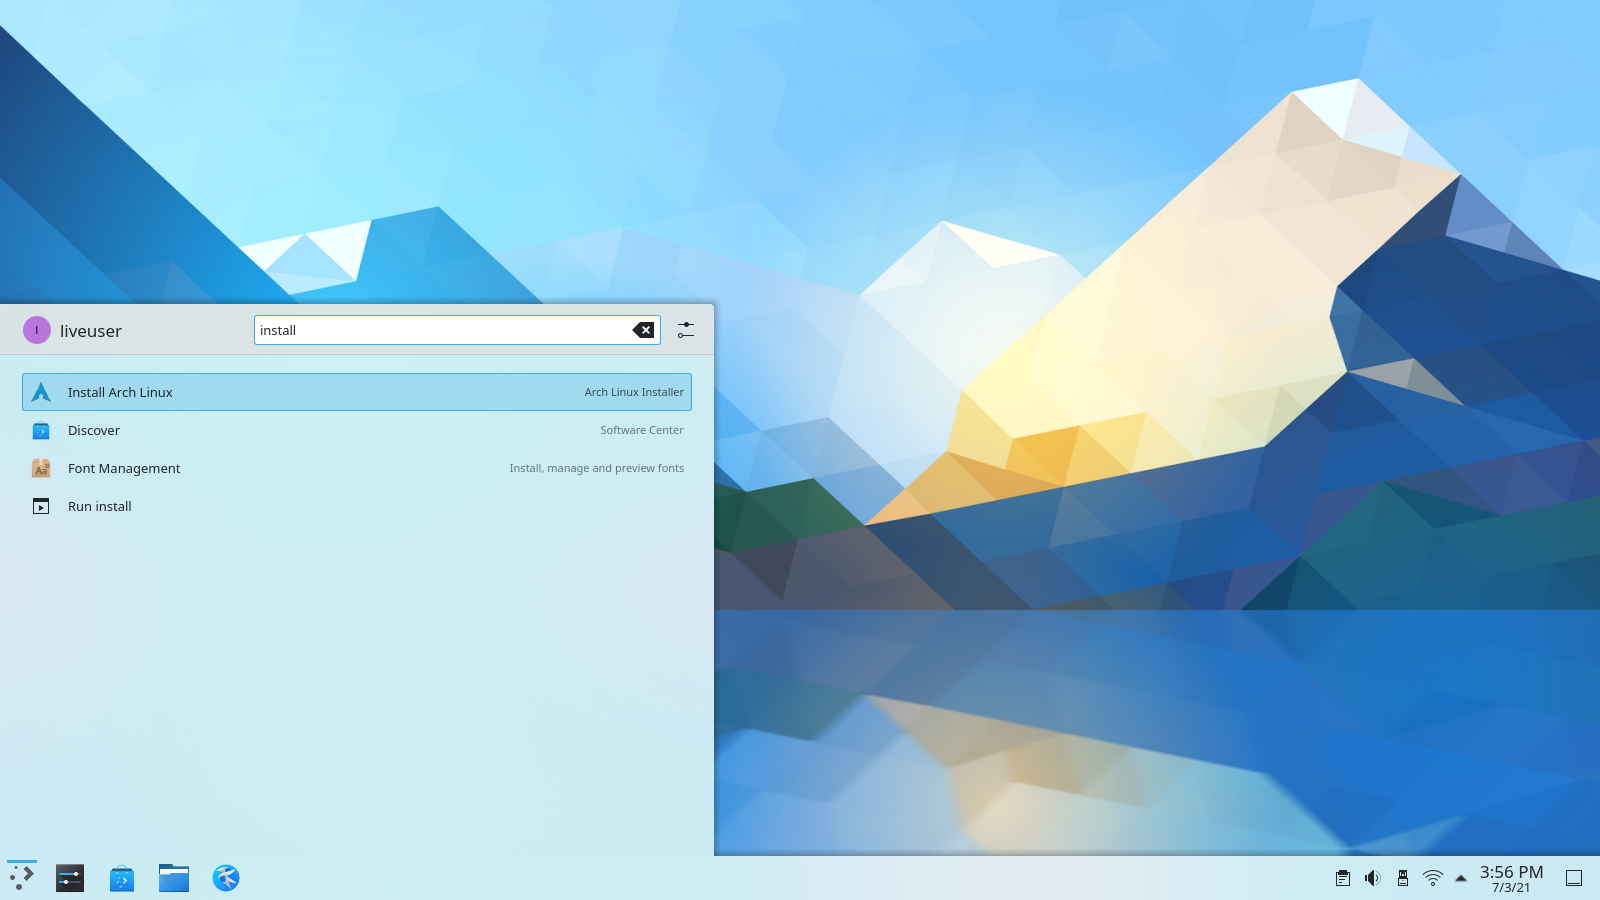 I
liveuser
install
Install Arch Linux
Arch Linux Installer
Discover
Software Center
Font Management
Install, manage and preview fonts
Run install
3:56 PM
7/3/21